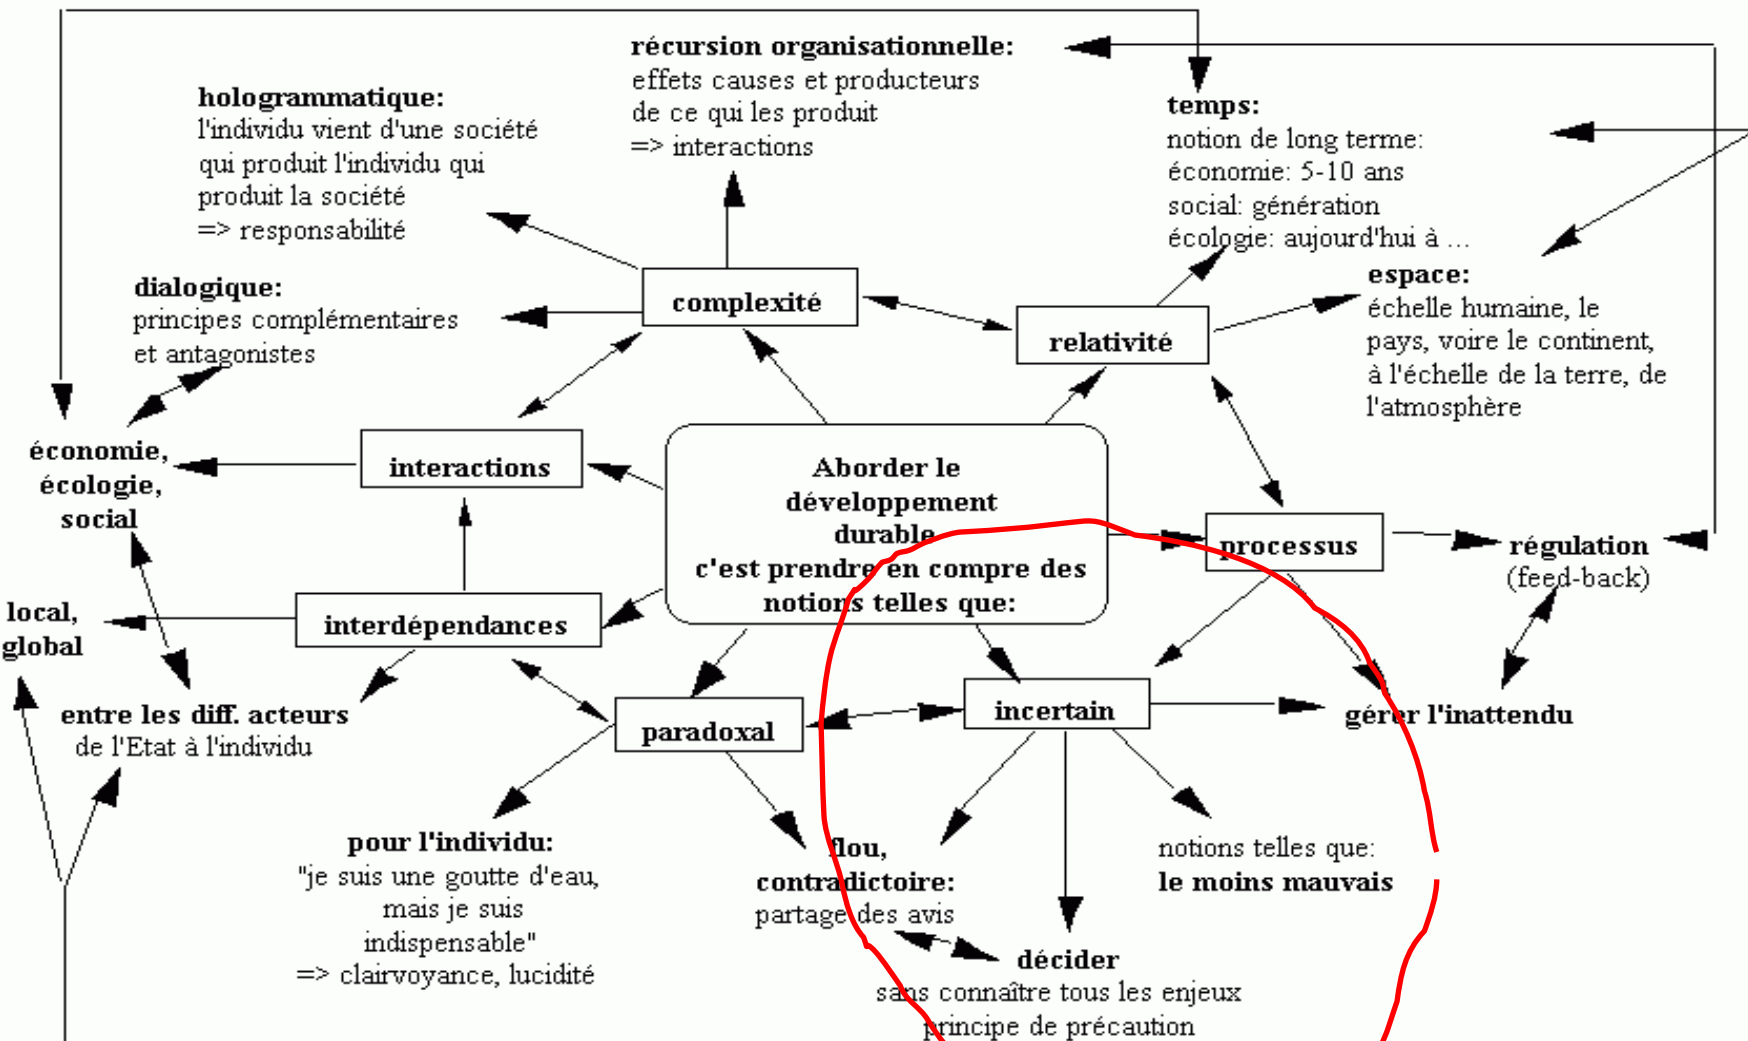 récursion organisationnelle:
effets causes et producteurs
de ce qui les produit
=> interactions
hologrammatique:
l'individu vient d'une société
qui produit l'individu qui
produit la société
=> responsabilité
temps:
notion de long terme:
économie: 5-10 ans
social: génération
écologie: aujourd'hui à ...
espace:
échelle humaine, le
pays, voire le continent,
à l'échelle de la terre, de
l'atmosphère
dialogique:
principes complémentaires
et antagonistes
complexité
relativité
économie,
écologie,
social
interactions
Aborder le
développement
durable
c'est prendre en compre des
notions telles que:
processus
régulation
(feed-back)
local,
global
interdépendances
entre les diff. acteurs
de l'Etat à l'individu
paradoxal
incertain
gérer l'inattendu
pour l'individu:
"je suis une goutte d'eau,
mais je suis
indispensable"
=> clairvoyance, lucidité
flou,
contradictoire:
partage des avis
notions telles que:
le moins mauvais
décider
sans connaître tous les enjeux
principe de précaution